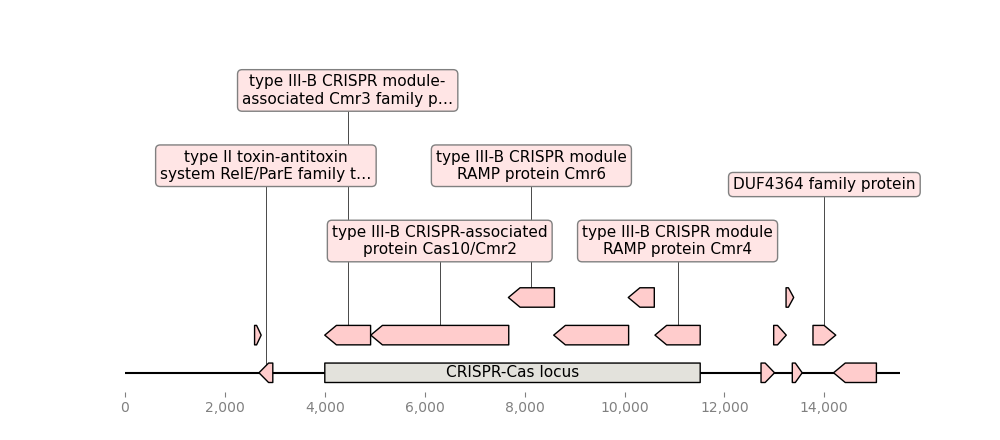 type III-B CRISPR module-
associated Cmr3 family p…
type II toxin-antitoxin
system RelE/ParE family t…
type III-B CRISPR module
RAMP protein Cmr6
DUF4364 family protein
type III-B CRISPR-associated
protein Cas10/Cmr2
type III-B CRISPR module
RAMP protein Cmr4
CRISPR-Cas locus
0 2,000 4,000 6,000 8,000 10,000 12,000 14,000